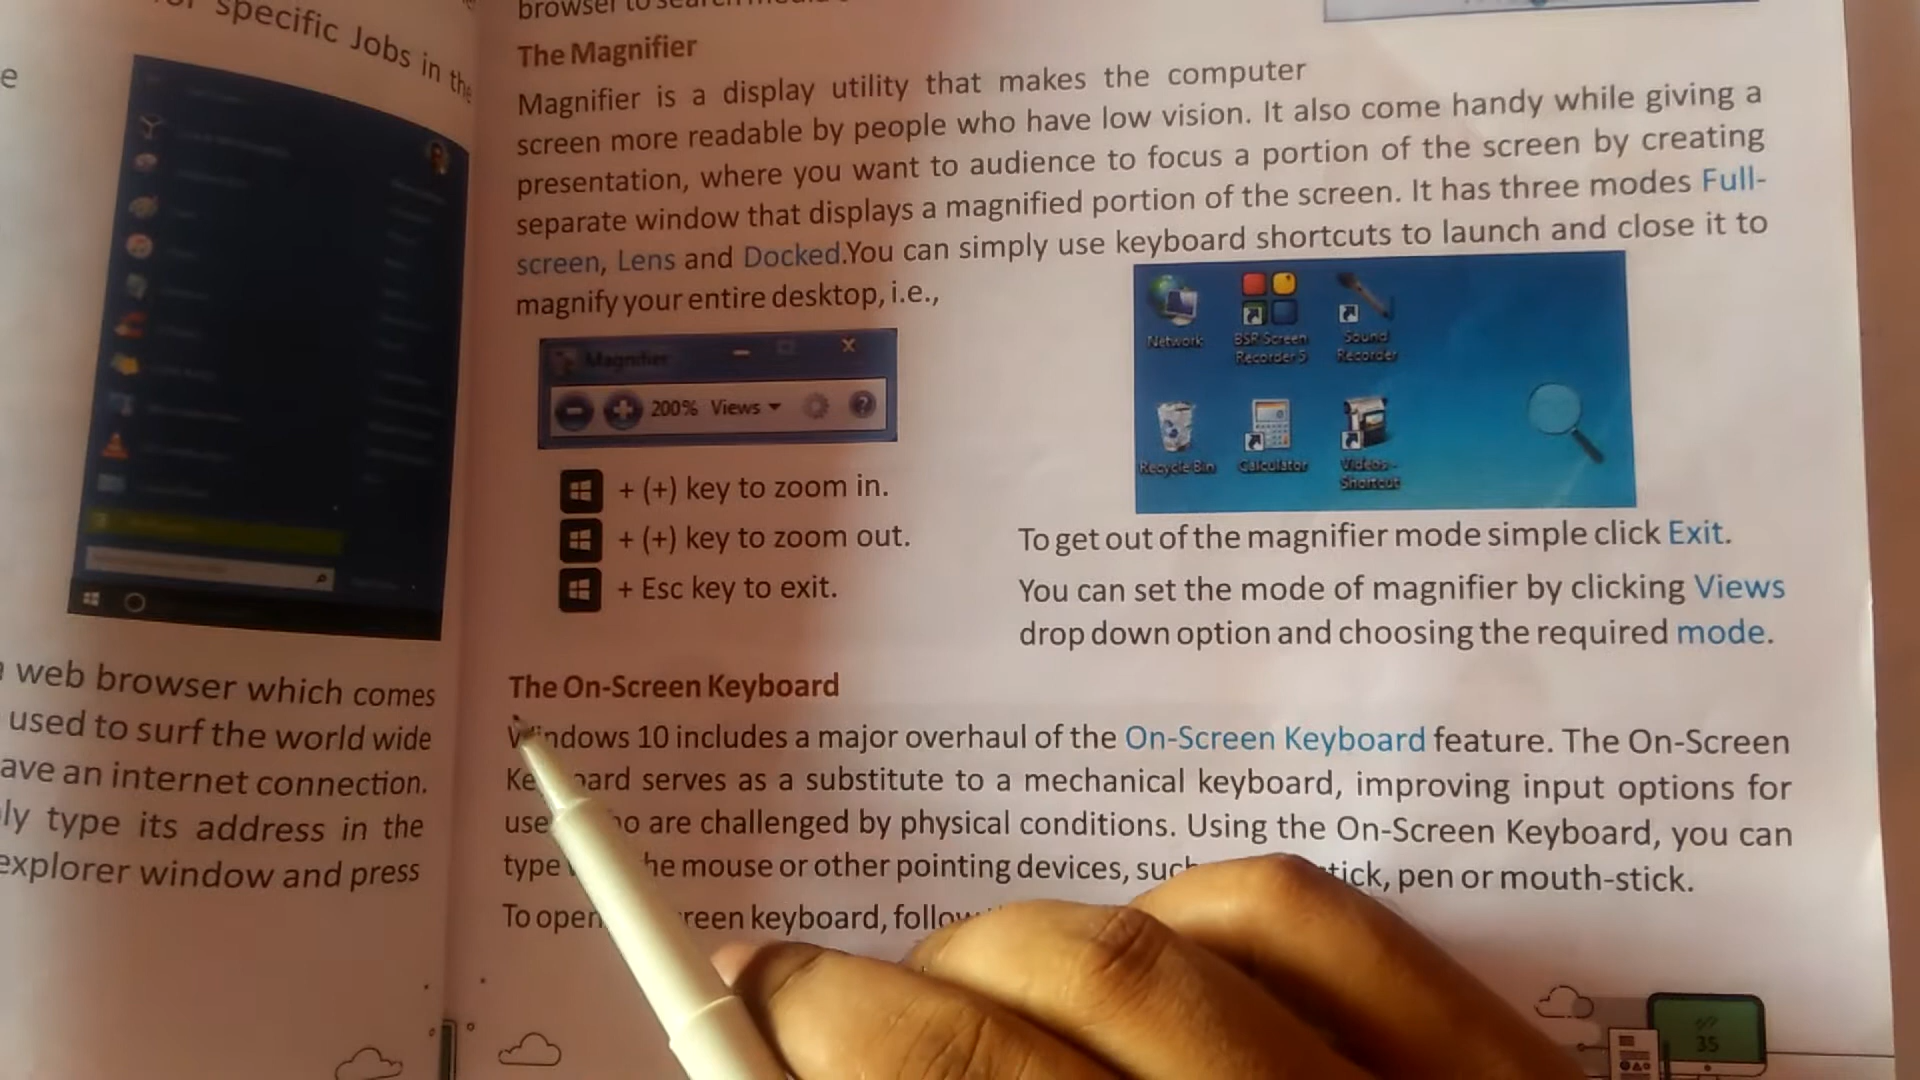 specific Jobs in the
e
web browser which comes
used to surf the world wide
ave an internet connection.
ly type its address in the
explorer window and press
browser to search
The Magnifier
Magnifier is a display utility that makes the computer
screen more readable by people who have low vision. It also come handy while giving a
presentation, where you want to audience to focus a portion of the screen by creating
separate window that displays a magnified portion of the screen. It has three modes Full-
screen, Lens and Docked.You can simply use keyboard shortcuts to launch and close it to
magnify your entire desktop, i.e.,
Magnifier
200% Views
+ (+) key to zoom in.
+ (+) key to zoom out.
+ Esc key to exit.
Network
BSR Screen Recorder 5
Sound Recorder
Recycle Bin
Calculator
Videos - Shortcut
To get out of the magnifier mode simple click Exit.
You can set the mode of magnifier by clicking Views
drop down option and choosing the required mode.
The On-Screen Keyboard
Windows 10 includes a major overhaul of the On-Screen Keyboard feature. The On-Screen
Ke ard serves as a substitute to a mechanical keyboard, improving input options for
use o are challenged by physical conditions. Using the On-Screen Keyboard, you can
type he mouse or other pointing devices, suc tick, pen or mouth-stick.
To open reen keyboard, follow
35